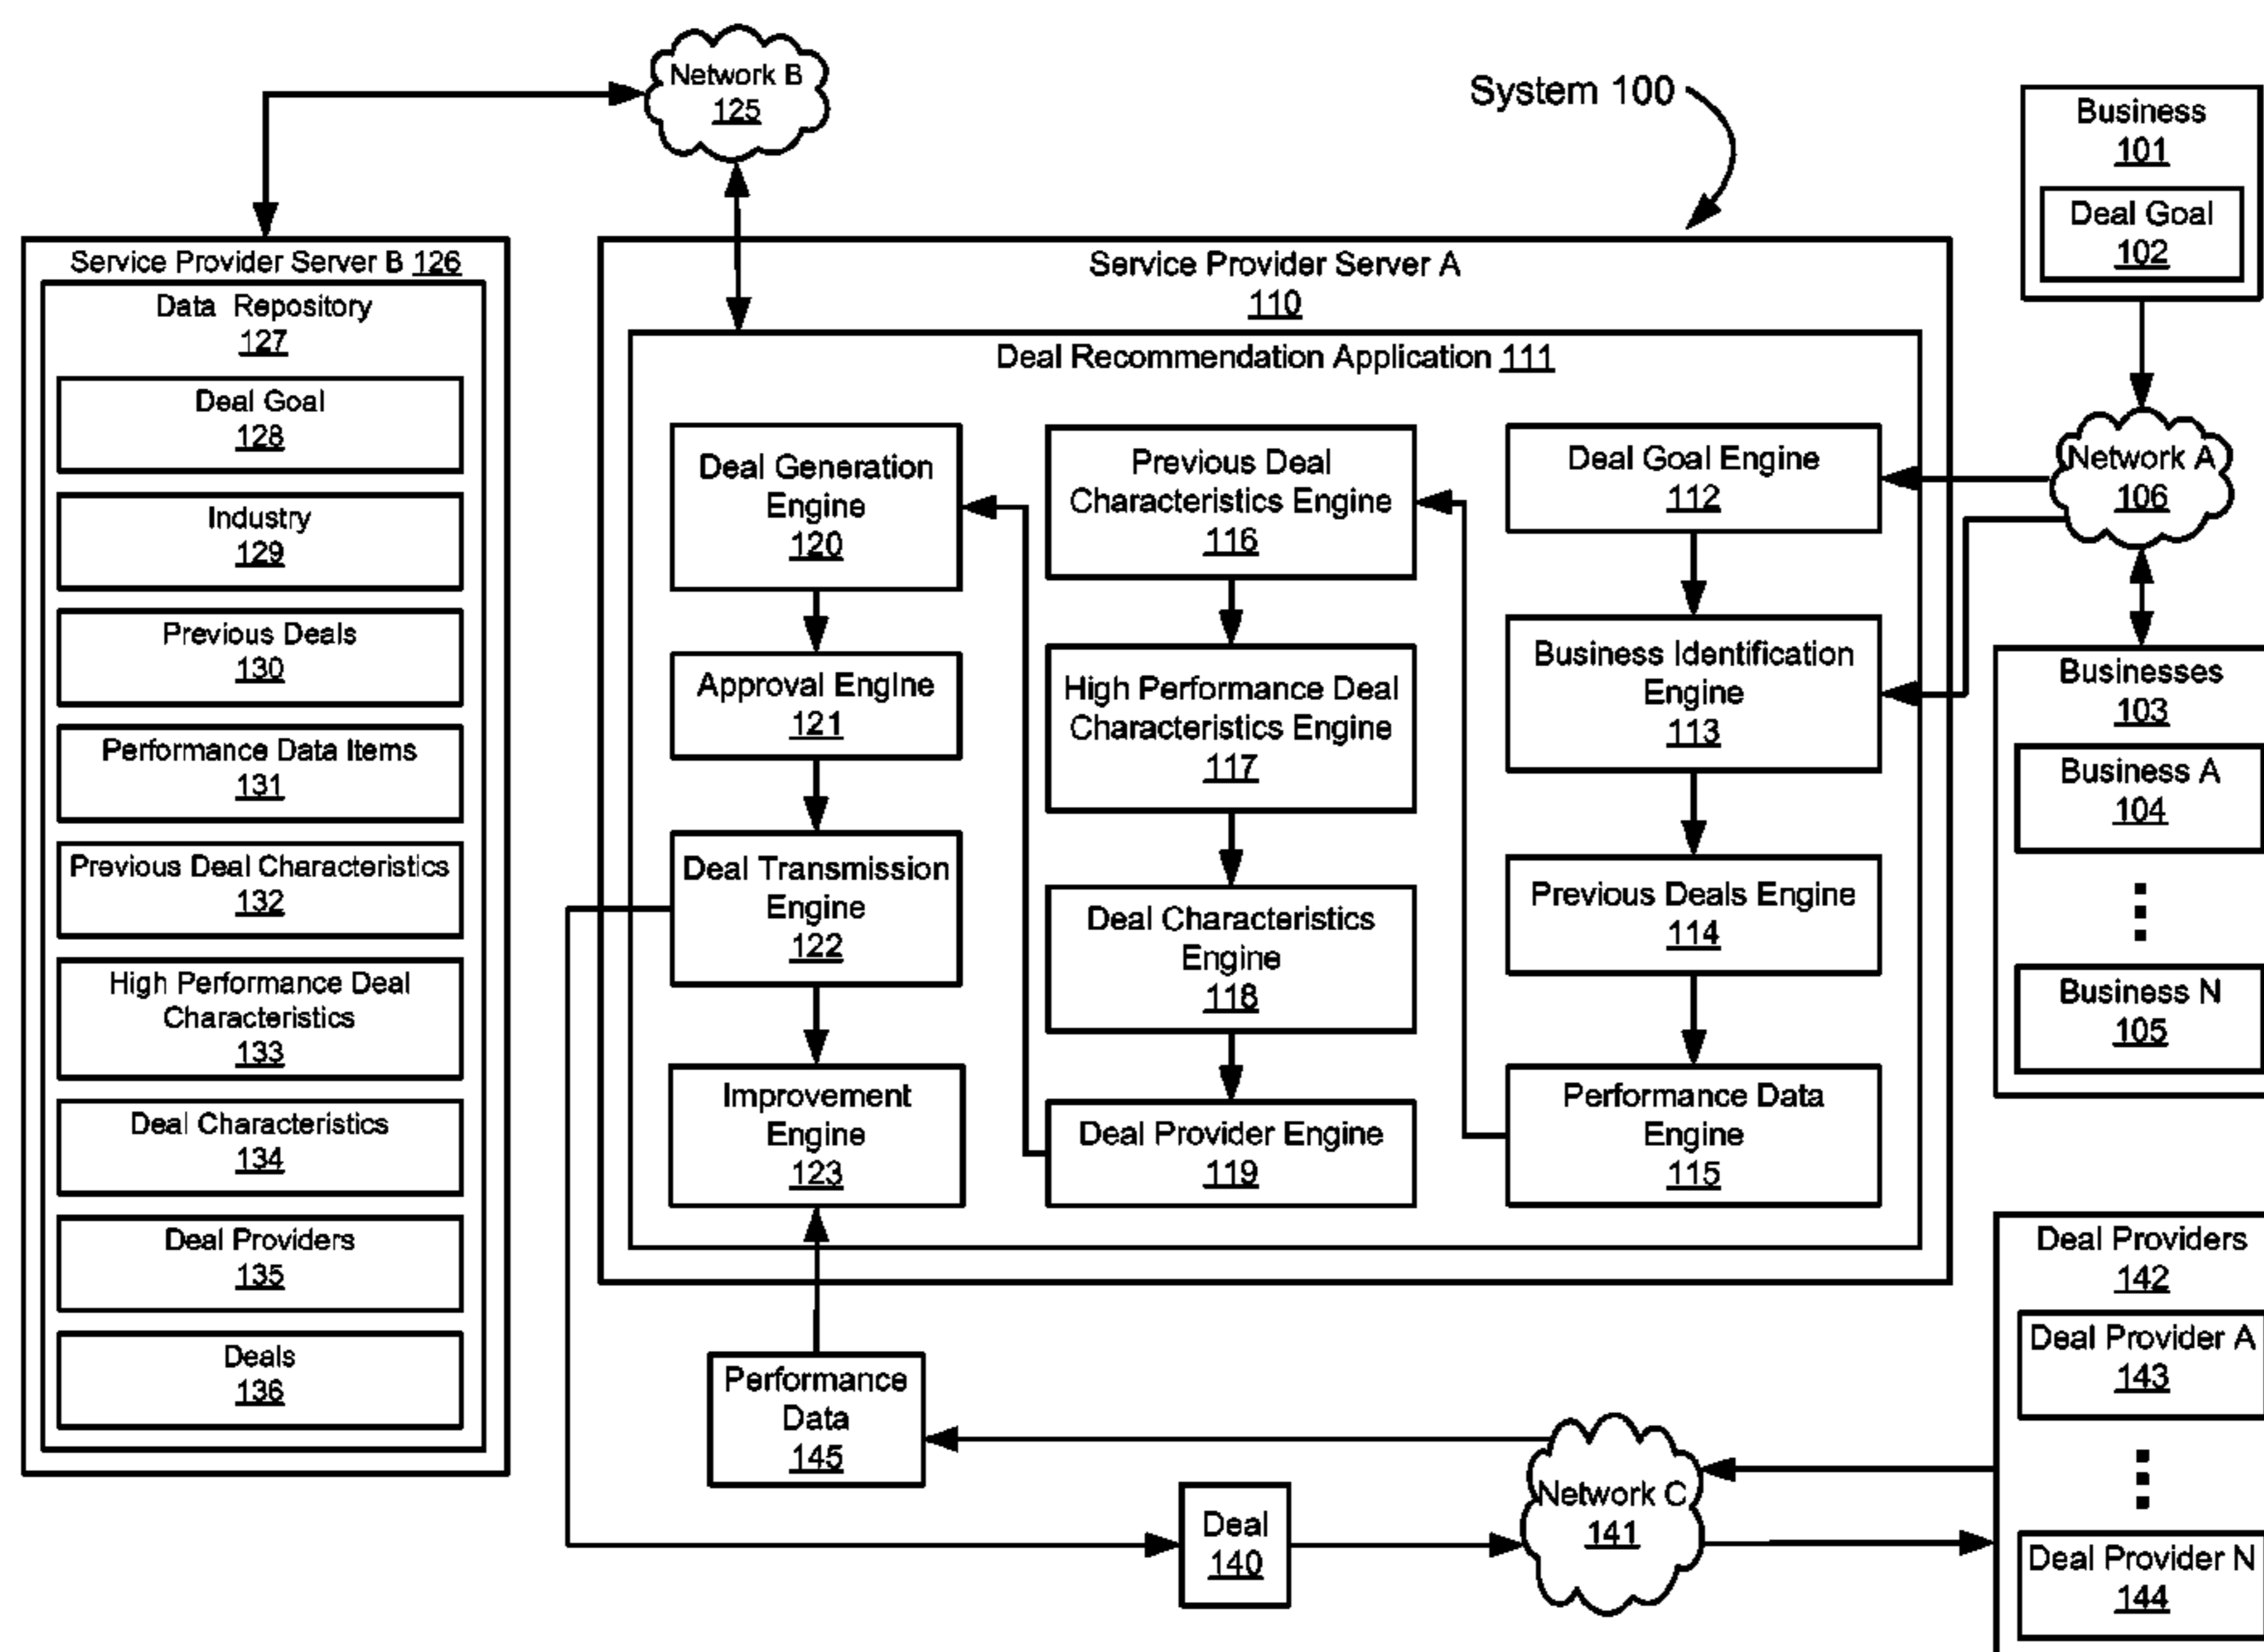 Network B
125
System 100
Business
101
Deal Goal
102
Service Provider Server B 126
Data Repository
127
Deal Goal
128
Industry
129
Previous Deals
130
Performance Data Items
131
Previous Deal Characteristics
132
High Performance Deal
Characteristics
133
Deal Characteristics
134
Deal Providers
135
Deals
136
Service Provider Server A
110
Deal Recommendation Application 111
Deal Generation
Engine
120
Approval Engine
121
Deal Transmission
Engine
122
Improvement
Engine
123
Previous Deal
Characteristics Engine
116
High Performance Deal
Characteristics Engine
117
Deal Characteristics
Engine
118
Deal Provider Engine
119
Deal Goal Engine
112
Business Identification
Engine
113
Previous Deals Engine
114
Performance Data
Engine
115
Network A
106
Businesses
103
Business A
104
Business N
105
Deal Providers
142
Deal Provider A
143
Deal Provider N
144
Performance
Data
145
Deal
140
Network C
141